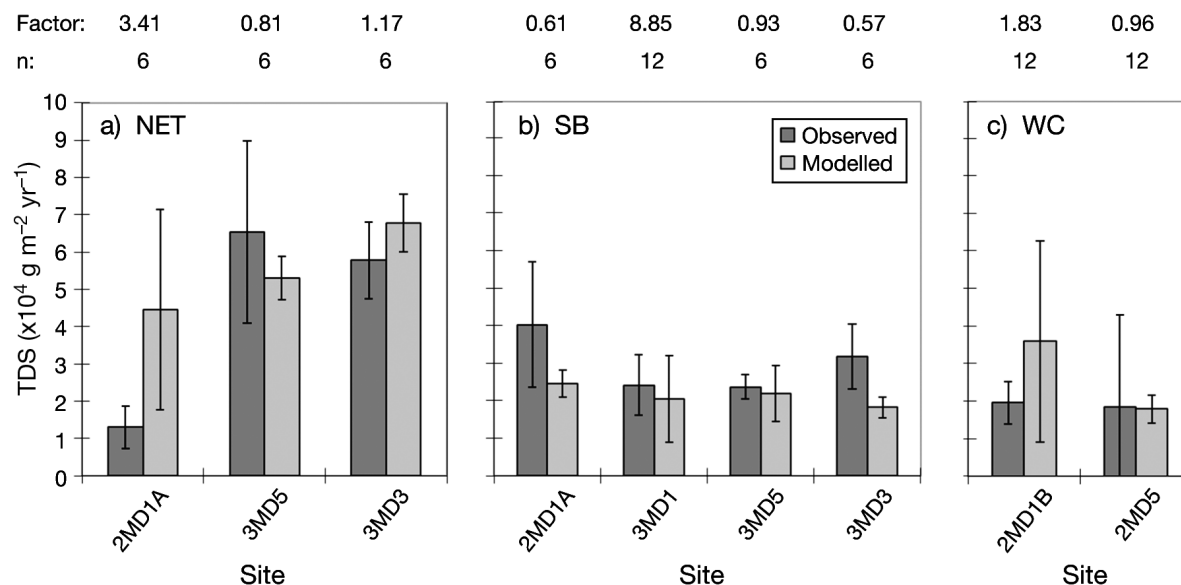 Factor: 3.41 0.81 1.17 0.61 8.85 0.93 0.57 1.83 0.96
n: 6 6 6 6 12 6 6 12 12
a) NET
b) SB
c) WC
Observed
Modelled
TDS (x10⁴ g m⁻² yr⁻¹)
10
9
8
7
6
5
4
3
2
1
0
2MD1A 3MD5 3MD3 2MD1A 3MD1 3MD5 3MD3 2MD1B 2MD5
Site Site Site